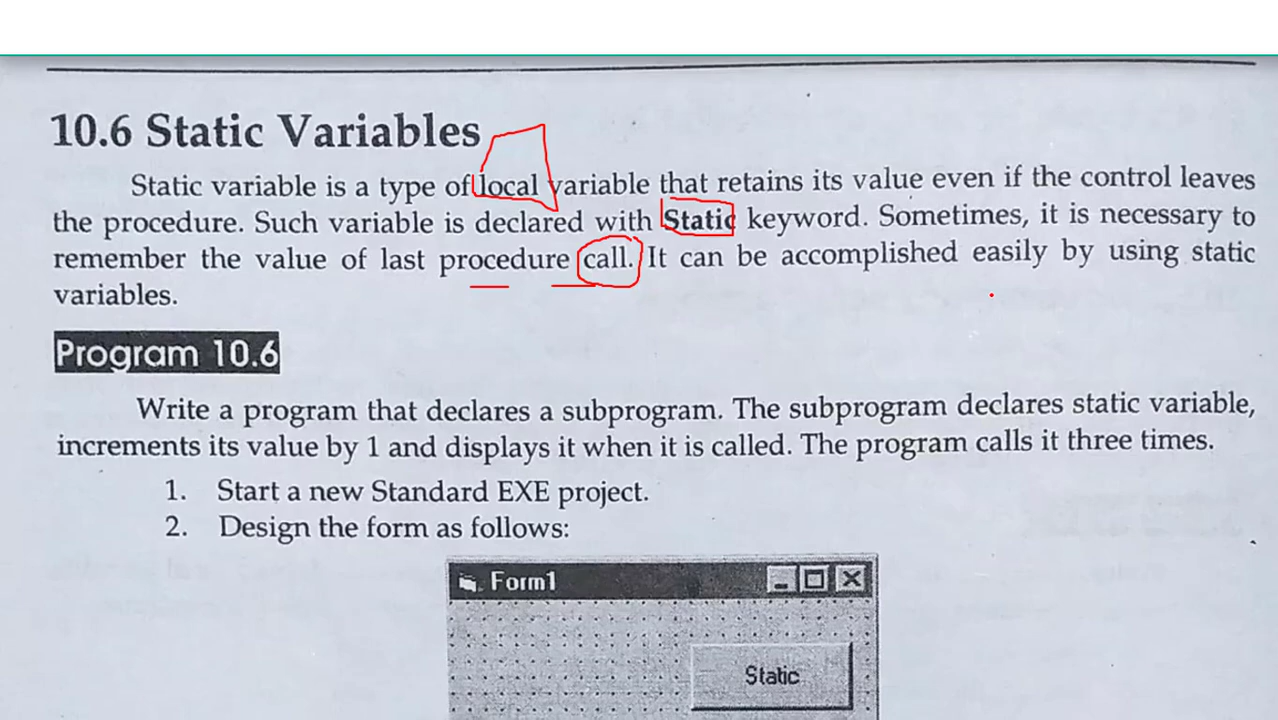 10.6 Static Variables
Static variable is a type of local variable that retains its value even if the control leaves
the procedure. Such variable is declared with Static keyword. Sometimes, it is necessary to
remember the value of last procedure call. It can be accomplished easily by using static
variables.
Program 10.6
Write a program that declares a subprogram. The subprogram declares static variable,
increments its value by 1 and displays it when it is called. The program calls it three times.
1. Start a new Standard EXE project.
2. Design the form as follows:
Form1
Static